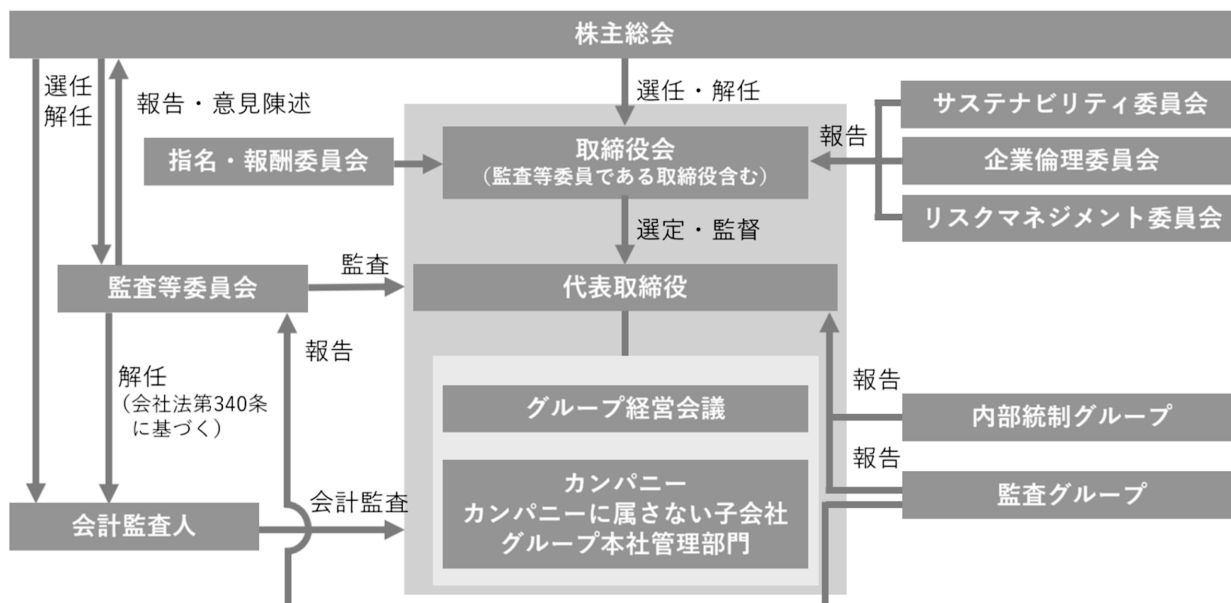 株主総会
選任
解任
報告・意見陳述
選任・解任
サステナビリティ委員会
指名・報酬委員会
取締役会
（監査等委員である取締役含む）
報告
企業倫理委員会
リスクマネジメント委員会
選定・監督
監査等委員会
監査
代表取締役
報告
解任
（会社法第340条
に基づく）
グループ経営会議
報告
内部統制グループ
報告
監査グループ
会計監査人
会計監査
カンパニー
カンパニーに属さない子会社
グループ本社管理部門